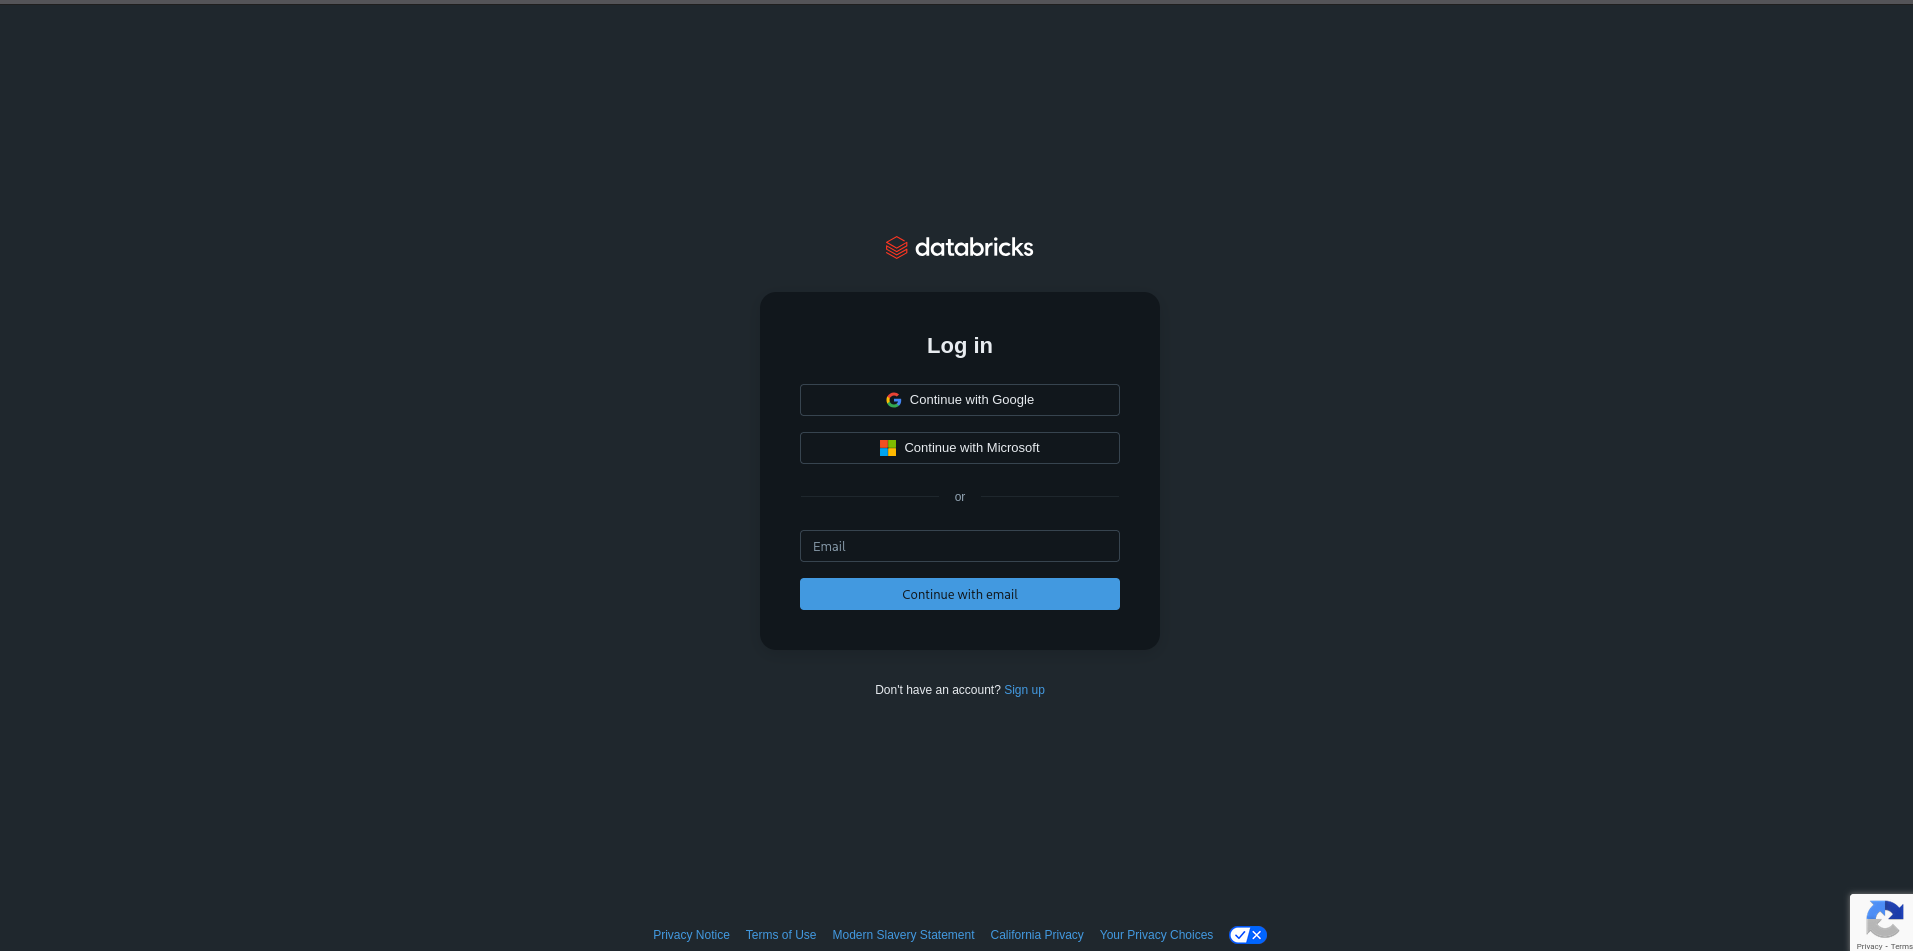 databricks
Log in
Continue with Google
Continue with Microsoft
or
Email
Continue with email
Don't have an account? Sign up
Privacy Notice Terms of Use Modern Slavery Statement California Privacy Your Privacy Choices
Privacy - Terms